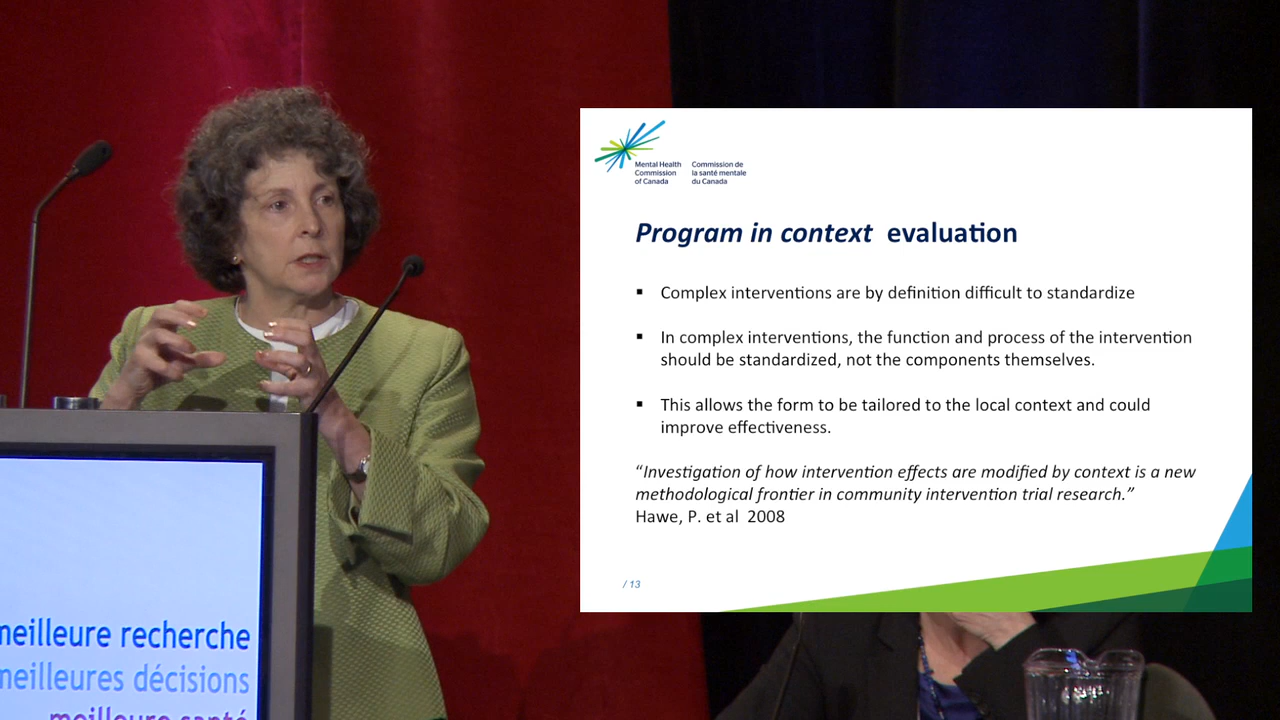 Mental Health
Commission
of Canada
Commission de
la santé mentale
du Canada
Program in context evaluation
▪ Complex interventions are by definition difficult to standardize
▪ In complex interventions, the function and process of the intervention
should be standardized, not the components themselves.
▪ This allows the form to be tailored to the local context and could
improve effectiveness.
“Investigation of how intervention effects are modified by context is a new
methodological frontier in community intervention trial research.”
Hawe, P. et al 2008
/ 13
meilleure recherche
meilleures décisions
meilleure santé